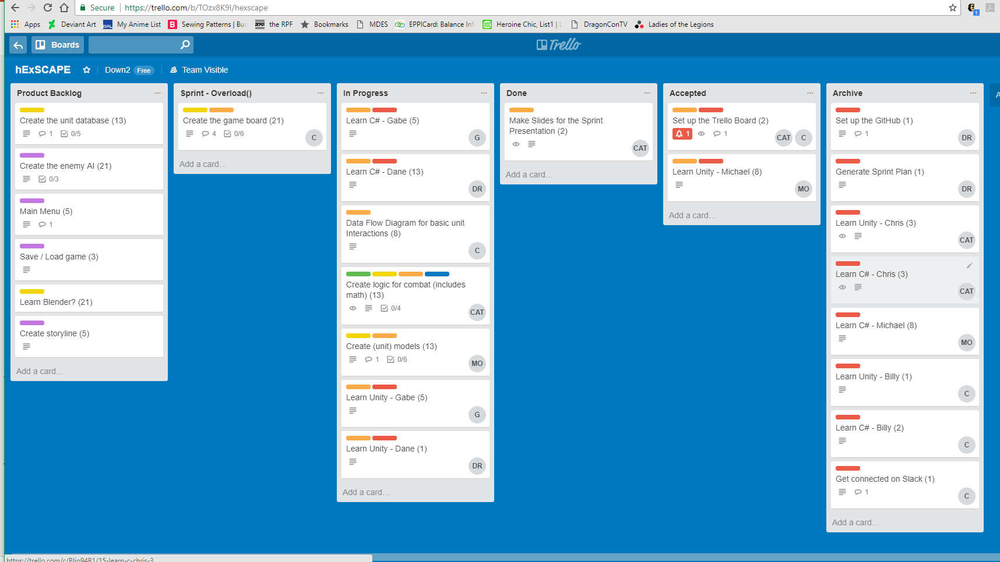 Secure https://trello.com/b/TOzx8K9I/hexscape
Apps Deviant Art My Anime List Sewing Patterns | Bur the RPF Bookmarks MDES EPPICard: Balance Inf Heroine Chic, List1 | L DragonConTV Ladies of the Legions
Boards Trello
hExSCAPE Down2 Free Team Visible
Product Backlog
Create the unit database (13)
1 0/5
Create the enemy AI (21)
0/3
Main Menu (5)
1
Save / Load game (3)
Learn Blender? (21)
Create storyline (5)
Add a card…
Sprint - Overload()
Create the game board (21)
4 0/6
C
Add a card…
In Progress
Learn C# - Gabe (5)
G
Learn C# - Dane (13)
DR
Data Flow Diagram for basic unit
Interactions (8)
C
Create logic for combat (includes
math) (13)
0/4
CAT
Create (unit) models (13)
1 0/6
MO
Learn Unity - Gabe (5)
G
Learn Unity - Dane (1)
DR
Add a card…
Done
Make Slides for the Sprint
Presentation (2)
CAT
Add a card…
Accepted
Set up the Trello Board (2)
1 1
CAT C
Learn Unity - Michael (8)
MO
Add a card…
Archive
Set up the GitHub (1)
1
DR
Generate Sprint Plan (1)
DR
Learn Unity - Chris (3)
CAT
Learn C# - Chris (3)
CAT
Learn C# - Michael (8)
MO
Learn Unity - Billy (1)
C
Learn C# - Billy (2)
C
Get connected on Slack (1)
1
C
Add a card…
A